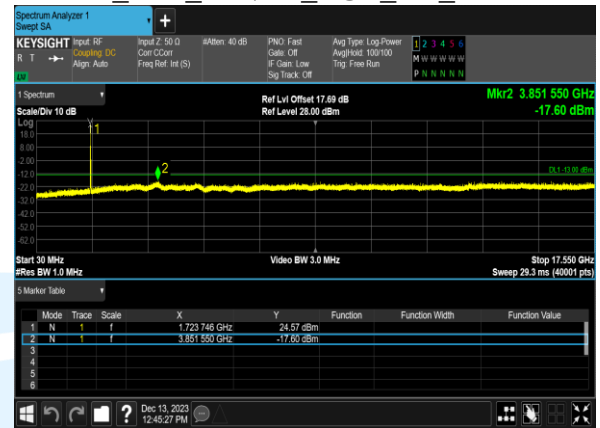 Spectrum Analyzer 1
Swept SA
KEYSIGHT
R T
Input: RF
Coupling: DC
Align: Auto
Input Z: 50 Ω
Corr CCorr
Freq Ref: Int (S)
#Atten: 40 dB
PNO: Fast
Gate: Off
IF Gain: Low
Sig Track: Off
Avg Type: Log-Power
Avg|Hold: 100/100
Trig: Free Run
1 2 3 4 5 6
M W W W W W
P N N N N N
1 Spectrum
Scale/Div 10 dB
Ref Lvl Offset 17.69 dB
Ref Level 28.00 dBm
Mkr2 3.851 550 GHz
-17.60 dBm
Log
18.0
8.00
-2.00
-12.0
-22.0
-32.0
-42.0
-52.0
-62.0
1
2
DL1 -13.00 dBm
Start 30 MHz
#Res BW 1.0 MHz
Video BW 3.0 MHz
Stop 17.550 GHz
Sweep 29.3 ms (40001 pts)
5 Marker Table
Mode Trace Scale X Y Function Function Width Function Value
1 N 1 f 1.723 746 GHz 24.57 dBm
2 N 1 f 3.851 550 GHz -17.60 dBm
3
4
5
6
?
Dec 13, 2023
12:45:27 PM